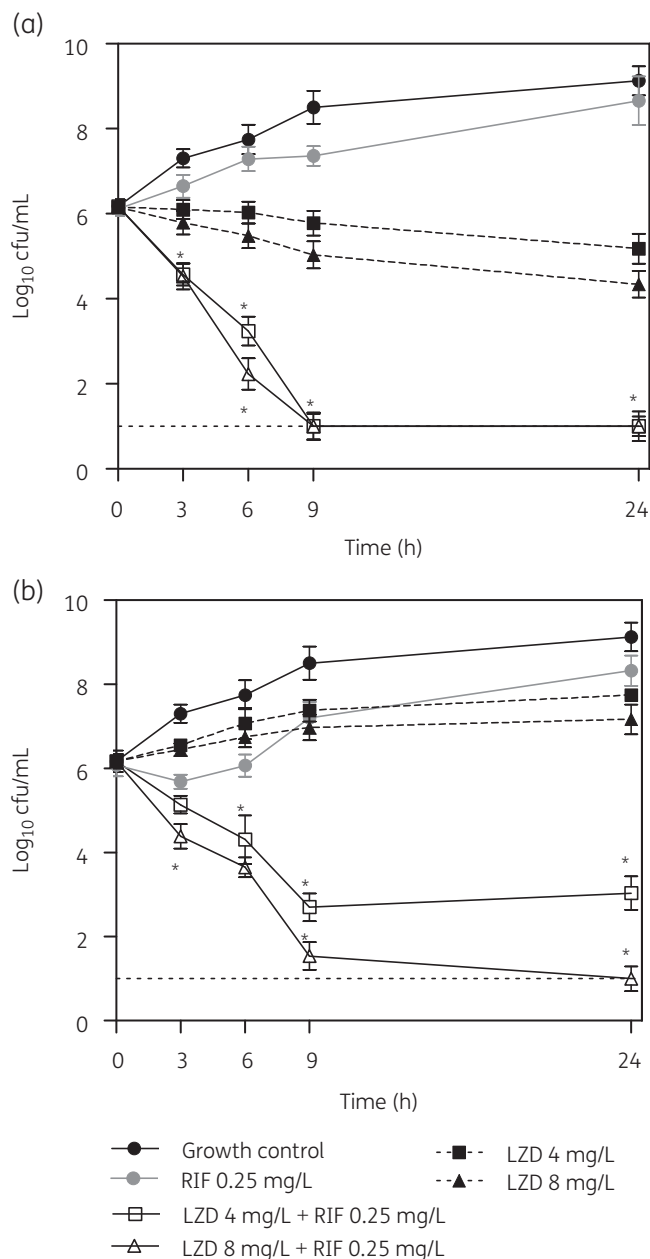 (a)
10
8
6
4
2
0
Log10 cfu/mL
* * * * *
0 3 6 9 24
Time (h)
(b)
10
8
6
4
2
0
Log10 cfu/mL
* * * * * *
0 3 6 9 24
Time (h)
Growth control
RIF 0.25 mg/L
LZD 4 mg/L + RIF 0.25 mg/L
LZD 8 mg/L + RIF 0.25 mg/L
LZD 4 mg/L
LZD 8 mg/L